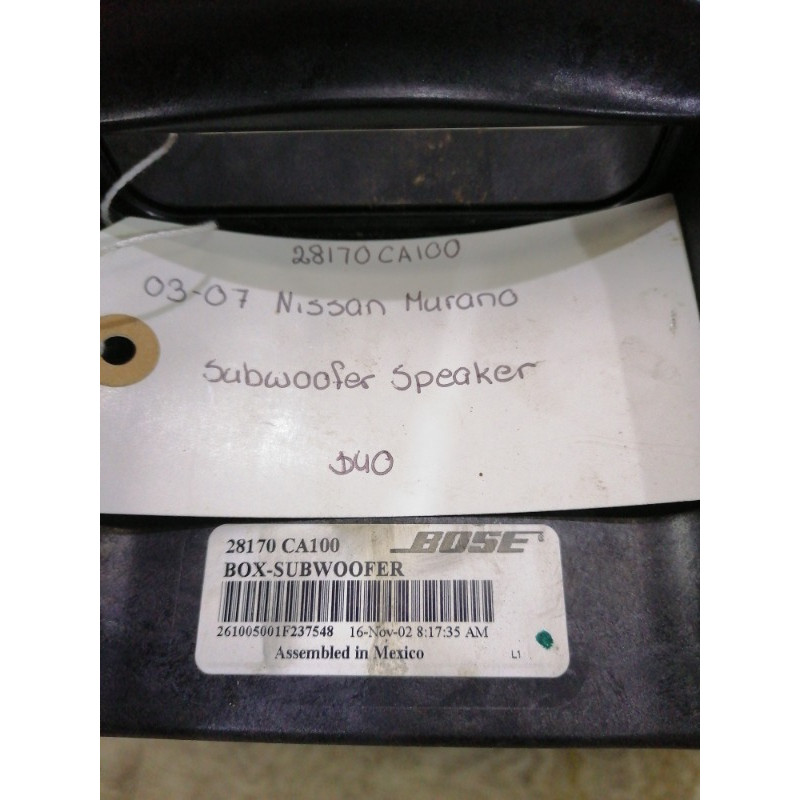 28170 CA100
03-07 Nissan Murano
Subwoofer Speaker
D40
28170 CA100 BOSE
BOX-SUBWOOFER
261005001F237548 16-Nov-02 8:17:35 AM
Assembled in Mexico L1